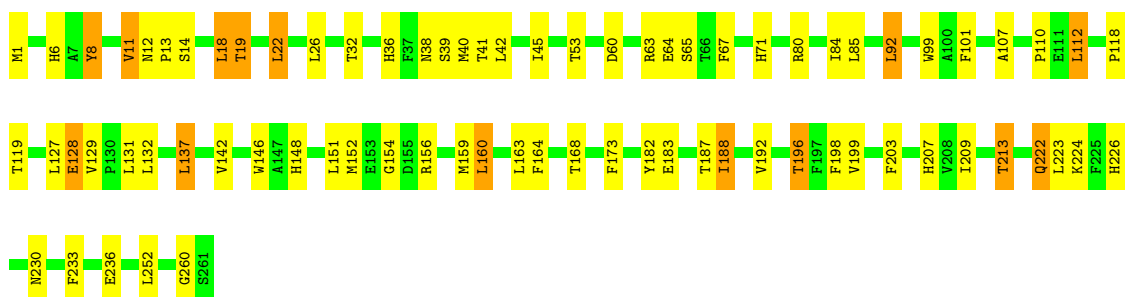 M1 H6 A7 Y8 V11 N12 P13 S14 L18 T19 L22 L26 T32 H36 F37 N38 S39 M40 T41 L42 I45 T53 D60 R63 E64 S65 T66 F67 H71 R80 I84 L85 L92 W99 A100 F101 A107 P110 E111 L112 P118
T119 L127 E128 V129 P130 L131 L132 L137 V142 W146 A147 H148 L151 M152 E153 G154 D155 R156 M159 L160 L163 F164 T168 F173 Y182 E183 T187 I188 V192 T196 F197 F198 V199 F203 H207 V208 I209 T213 Q222 L223 K224 F225 H226
N230 F233 E236 L252 G260 S261